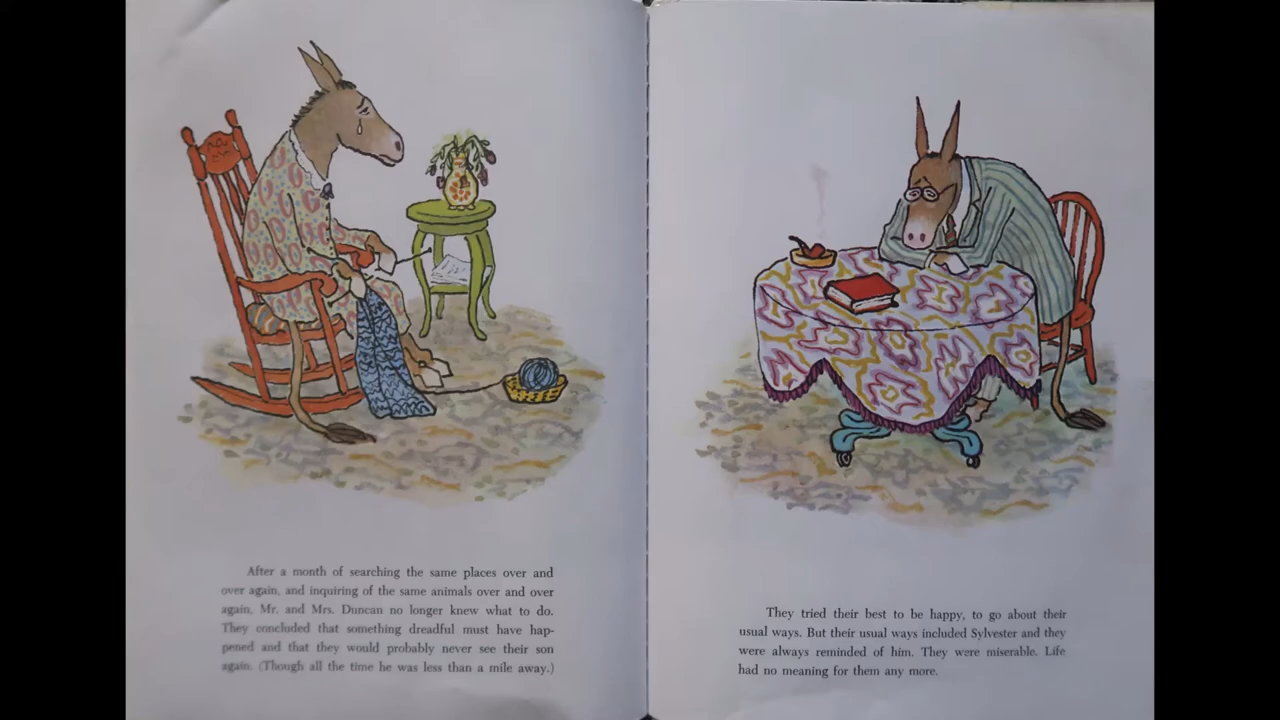 After a month of searching the same places over and
over again, and inquiring of the same animals over and over
again, Mr. and Mrs. Duncan no longer knew what to do.
They concluded that something dreadful must have hap-
pened and that they would probably never see their son
again. (Though all the time he was less than a mile away.)
They tried their best to be happy, to go about their
usual ways. But their usual ways included Sylvester and they
were always reminded of him. They were miserable. Life
had no meaning for them any more.